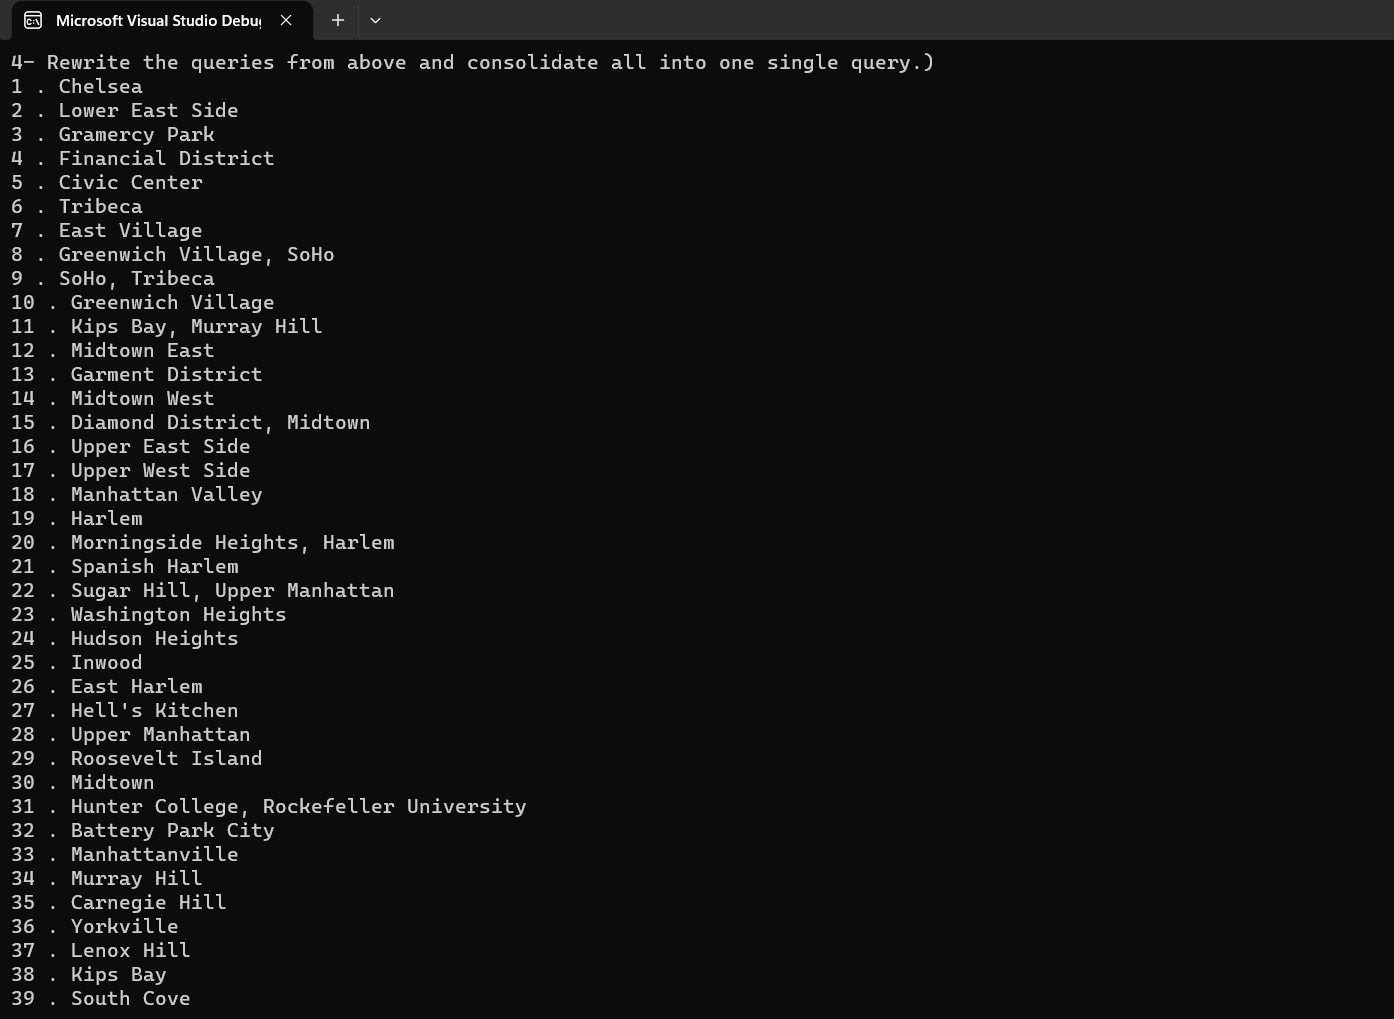 Microsoft Visual Studio Debug
4- Rewrite the queries from above and consolidate all into one single query.)
1 . Chelsea
2 . Lower East Side
3 . Gramercy Park
4 . Financial District
5 . Civic Center
6 . Tribeca
7 . East Village
8 . Greenwich Village, SoHo
9 . SoHo, Tribeca
10 . Greenwich Village
11 . Kips Bay, Murray Hill
12 . Midtown East
13 . Garment District
14 . Midtown West
15 . Diamond District, Midtown
16 . Upper East Side
17 . Upper West Side
18 . Manhattan Valley
19 . Harlem
20 . Morningside Heights, Harlem
21 . Spanish Harlem
22 . Sugar Hill, Upper Manhattan
23 . Washington Heights
24 . Hudson Heights
25 . Inwood
26 . East Harlem
27 . Hell's Kitchen
28 . Upper Manhattan
29 . Roosevelt Island
30 . Midtown
31 . Hunter College, Rockefeller University
32 . Battery Park City
33 . Manhattanville
34 . Murray Hill
35 . Carnegie Hill
36 . Yorkville
37 . Lenox Hill
38 . Kips Bay
39 . South Cove